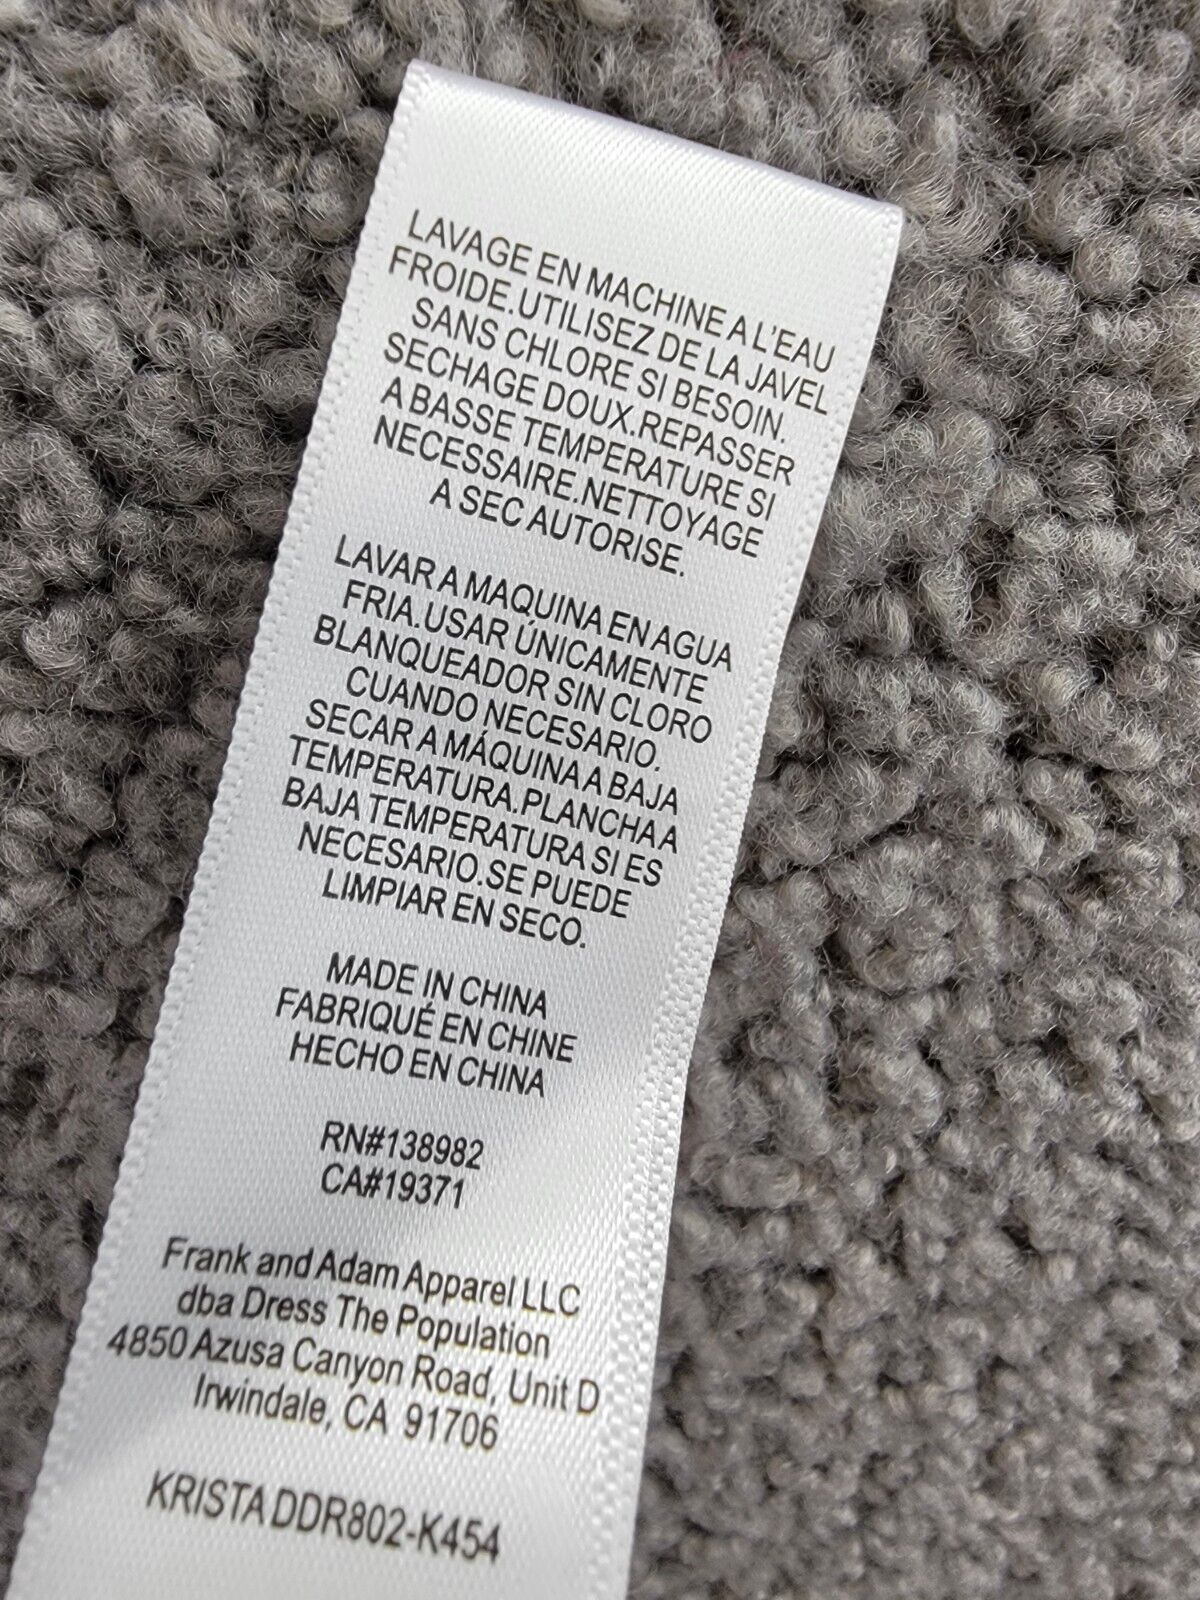 LAVAGE EN MACHINE A L'EAU
FROIDE.UTILISEZ DE LA JAVEL
SANS CHLORE SI BESOIN.
SECHAGE DOUX.REPASSER
A BASSE TEMPERATURE SI
NECESSAIRE.NETTOYAGE
A SEC AUTORISE.
LAVAR A MAQUINA EN AGUA
FRIA.USAR ÚNICAMENTE
BLANQUEADOR SIN CLORO
CUANDO NECESARIO.
SECAR A MÁQUINA A BAJA
TEMPERATURA.PLANCHA A
BAJA TEMPERATURA SI ES
NECESARIO.SE PUEDE
LIMPIAR EN SECO.
MADE IN CHINA
FABRIQUÉ EN CHINE
HECHO EN CHINA
RN#138982
CA#19371
Frank and Adam Apparel LLC
dba Dress The Population
4850 Azusa Canyon Road, Unit D
Irwindale, CA 91706
KRISTA DDR802-K454